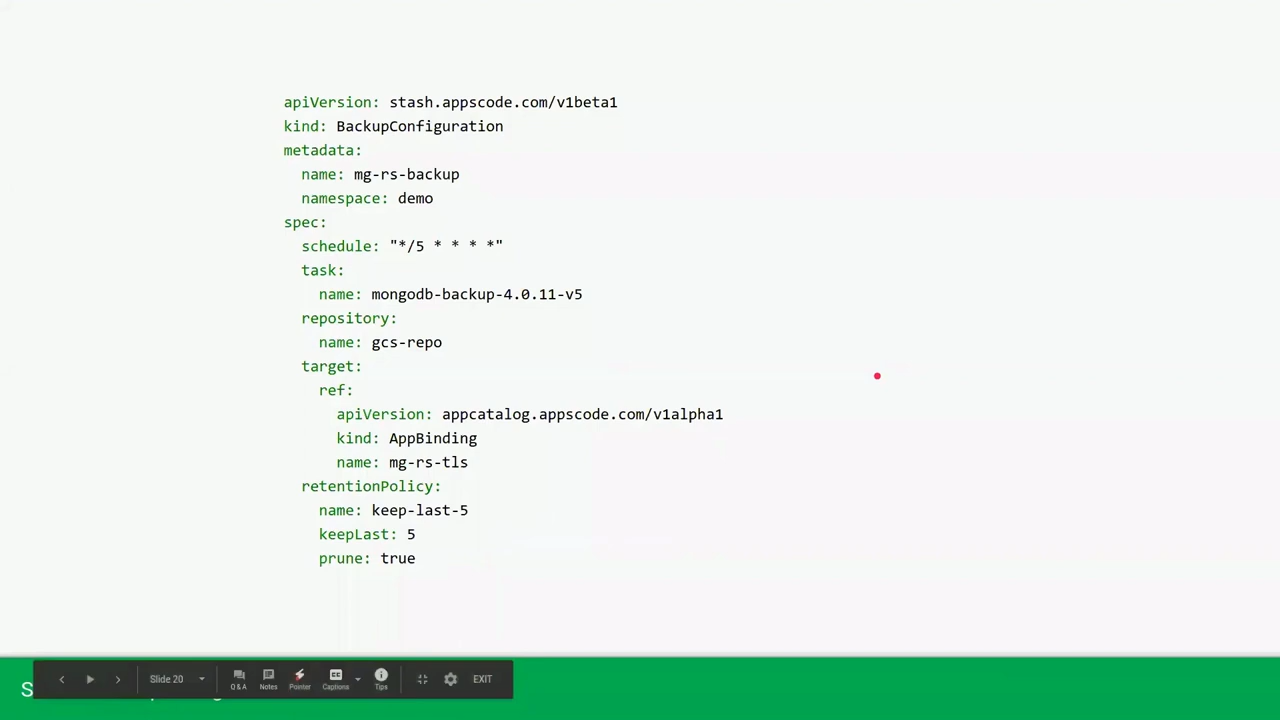 apiVersion: stash.appscode.com/v1beta1
kind: BackupConfiguration
metadata:
  name: mg-rs-backup
  namespace: demo
spec:
  schedule: "*/5 * * * *"
  task:
    name: mongodb-backup-4.0.11-v5
  repository:
    name: gcs-repo
  target:
    ref:
      apiVersion: appcatalog.appscode.com/v1alpha1
      kind: AppBinding
      name: mg-rs-tls
  retentionPolicy:
    name: keep-last-5
    keepLast: 5
    prune: true
Slide 20
Q & A
Notes
Pointer
CC
Captions
Tips
EXIT